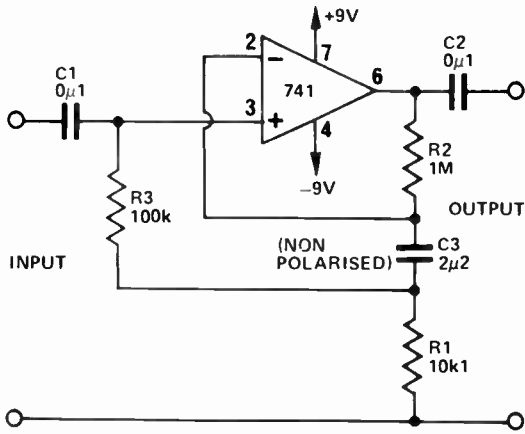 +9V
C1
0µ1
2
−
7
741
6
C2
0µ1
3
+
4
−9V
R2
1M
R3
100k
OUTPUT
(NON
POLARISED)
C3
2µ2
INPUT
R1
10k1